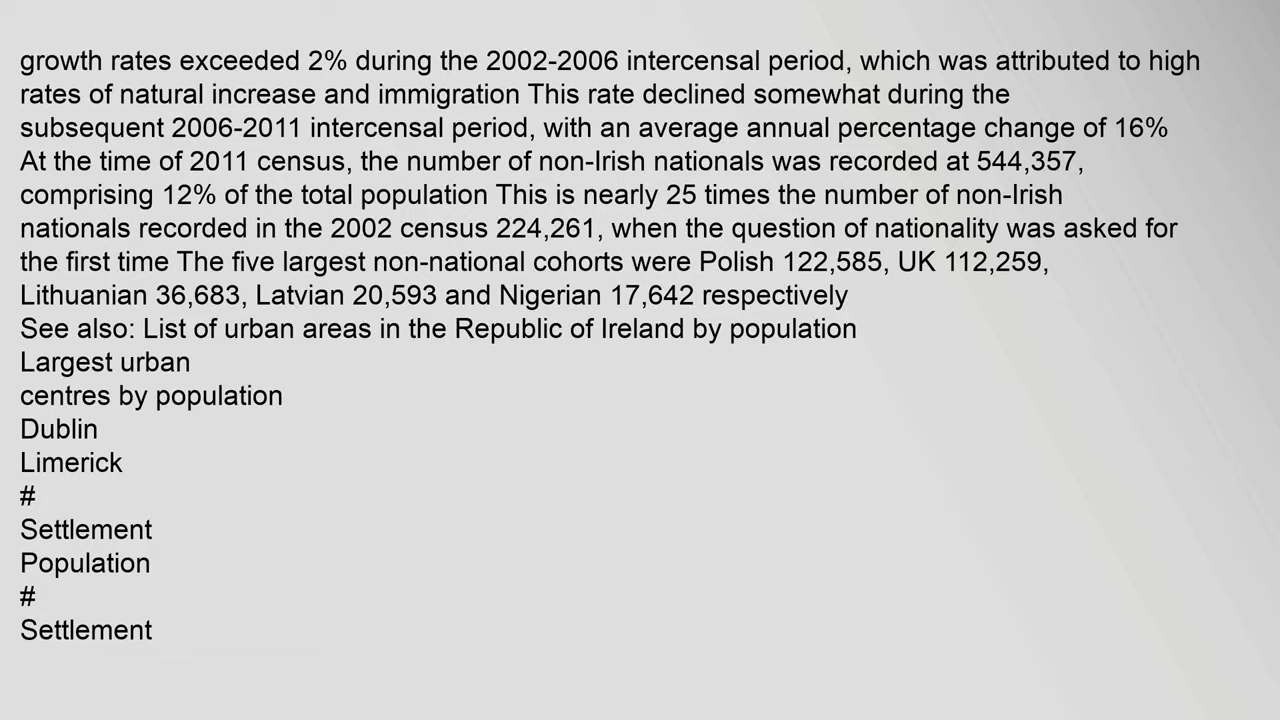 growth rates exceeded 2% during the 2002-2006 intercensal period, which was attributed to high
rates of natural increase and immigration This rate declined somewhat during the
subsequent 2006-2011 intercensal period, with an average annual percentage change of 16%
At the time of 2011 census, the number of non-Irish nationals was recorded at 544,357,
comprising 12% of the total population This is nearly 25 times the number of non-Irish
nationals recorded in the 2002 census 224,261, when the question of nationality was asked for
the first time The five largest non-national cohorts were Polish 122,585, UK 112,259,
Lithuanian 36,683, Latvian 20,593 and Nigerian 17,642 respectively
See also: List of urban areas in the Republic of Ireland by population
Largest urban
centres by population
Dublin
Limerick
#
Settlement
Population
#
Settlement